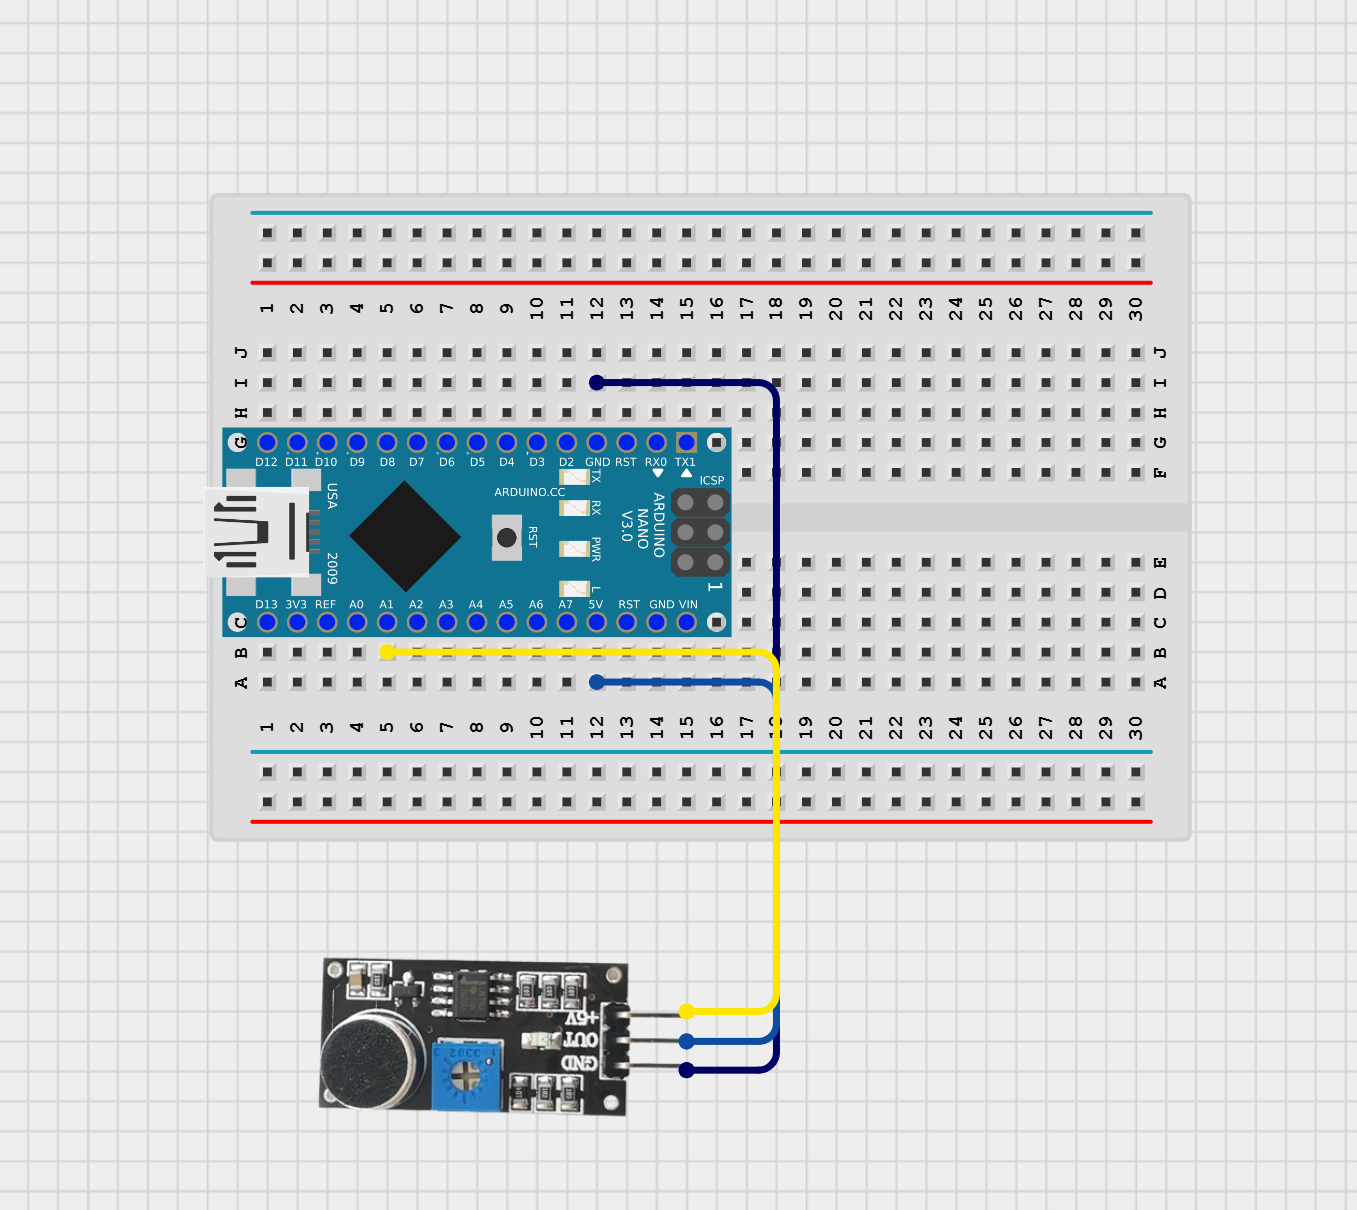 1 2 3 4 5 6 7 8 9 10 11 12 13 14 15 16 17 18 19 20 21 22 23 24 25 26 27 28 29 30
J J
I I
H H
G G
D12 D11 D10 D9 D8 D7 D6 D5 D4 D3 D2 GND RST RX0 TX1
F
ICSP
TX
RX
PWR
L
USA
2009
ARDUINO.CC
RST
ARDUINO
NANO
V3.0
1
E
D
D13 3V3 REF A0 A1 A2 A3 A4 A5 A6 A7 5V RST GND VIN
C C
B B
A A
1 2 3 4 5 6 7 8 9 10 11 12 13 14 15 16 17 18 19 20 21 22 23 24 25 26 27 28 29 30
+5V
OUT
GND
3362
1
3